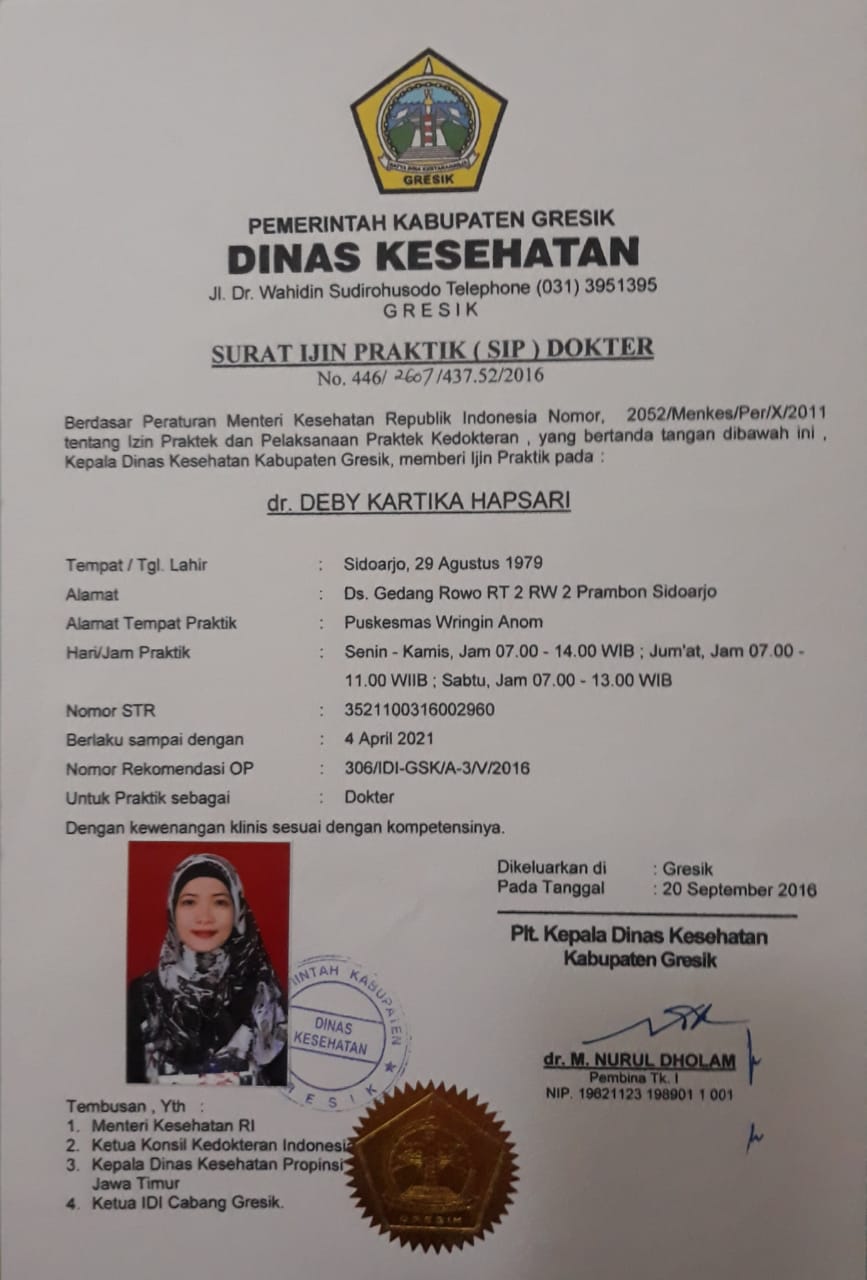 GRESIK
PEMERINTAH KABUPATEN GRESIK
DINAS KESEHATAN
Jl. Dr. Wahidin Sudirohusodo Telephone (031) 3951395
GRESIK
SURAT IJIN PRAKTIK ( SIP ) DOKTER
No. 446/ 2607/437.52/2016
Berdasar Peraturan Menteri Kesehatan Republik Indonesia Nomor, 2052/Menkes/Per/X/2011
tentang Izin Praktek dan Pelaksanaan Praktek Kedokteran , yang bertanda tangan dibawah ini ,
Kepala Dinas Kesehatan Kabupaten Gresik, memberi Ijin Praktik pada :
dr. DEBY KARTIKA HAPSARI
Tempat / Tgl. Lahir : Sidoarjo, 29 Agustus 1979
Alamat : Ds. Gedang Rowo RT 2 RW 2 Prambon Sidoarjo
Alamat Tempat Praktik : Puskesmas Wringin Anom
Hari/Jam Praktik : Senin - Kamis, Jam 07.00 - 14.00 WIB ; Jum'at, Jam 07.00 -
11.00 WIIB ; Sabtu, Jam 07.00 - 13.00 WIB
Nomor STR : 3521100316002960
Berlaku sampai dengan : 4 April 2021
Nomor Rekomendasi OP : 306/IDI-GSK/A-3/V/2016
Untuk Praktik sebagai : Dokter
Dengan kewenangan klinis sesuai dengan kompetensinya.
Dikeluarkan di : Gresik
Pada Tanggal : 20 September 2016
Plt. Kepala Dinas Kesehatan
Kabupaten Gresik
INTAH KABUPATEN
DINAS
KESEHATAN
RESIK
dr. M. NURUL DHOLAM
Pembina Tk. I
NIP. 19621123 198901 1 001
Tembusan , Yth :
1. Menteri Kesehatan RI
2. Ketua Konsil Kedokteran Indonesia
3. Kepala Dinas Kesehatan Propinsi
Jawa Timur
4. Ketua IDI Cabang Gresik.
GRESIK